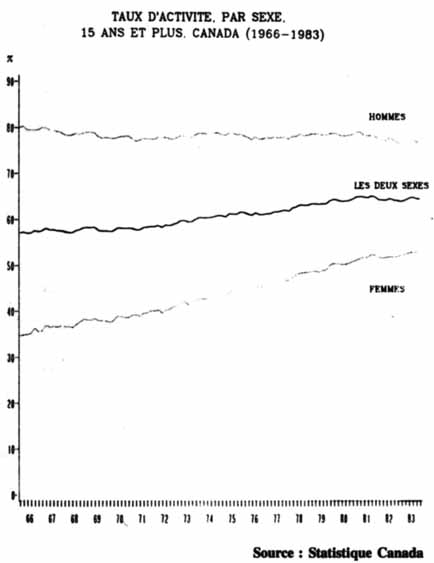 TAUX D'ACTIVITE, PAR SEXE,
15 ANS ET PLUS, CANADA (1966-1983)
%
90
80
70
60
50
40
30
20
10
0
HOMMES
LES DEUX SEXES
FEMMES
66 67 68 69 70 71 72 73 74 75 76 77 78 79 80 81 82 83
Source : Statistique Canada